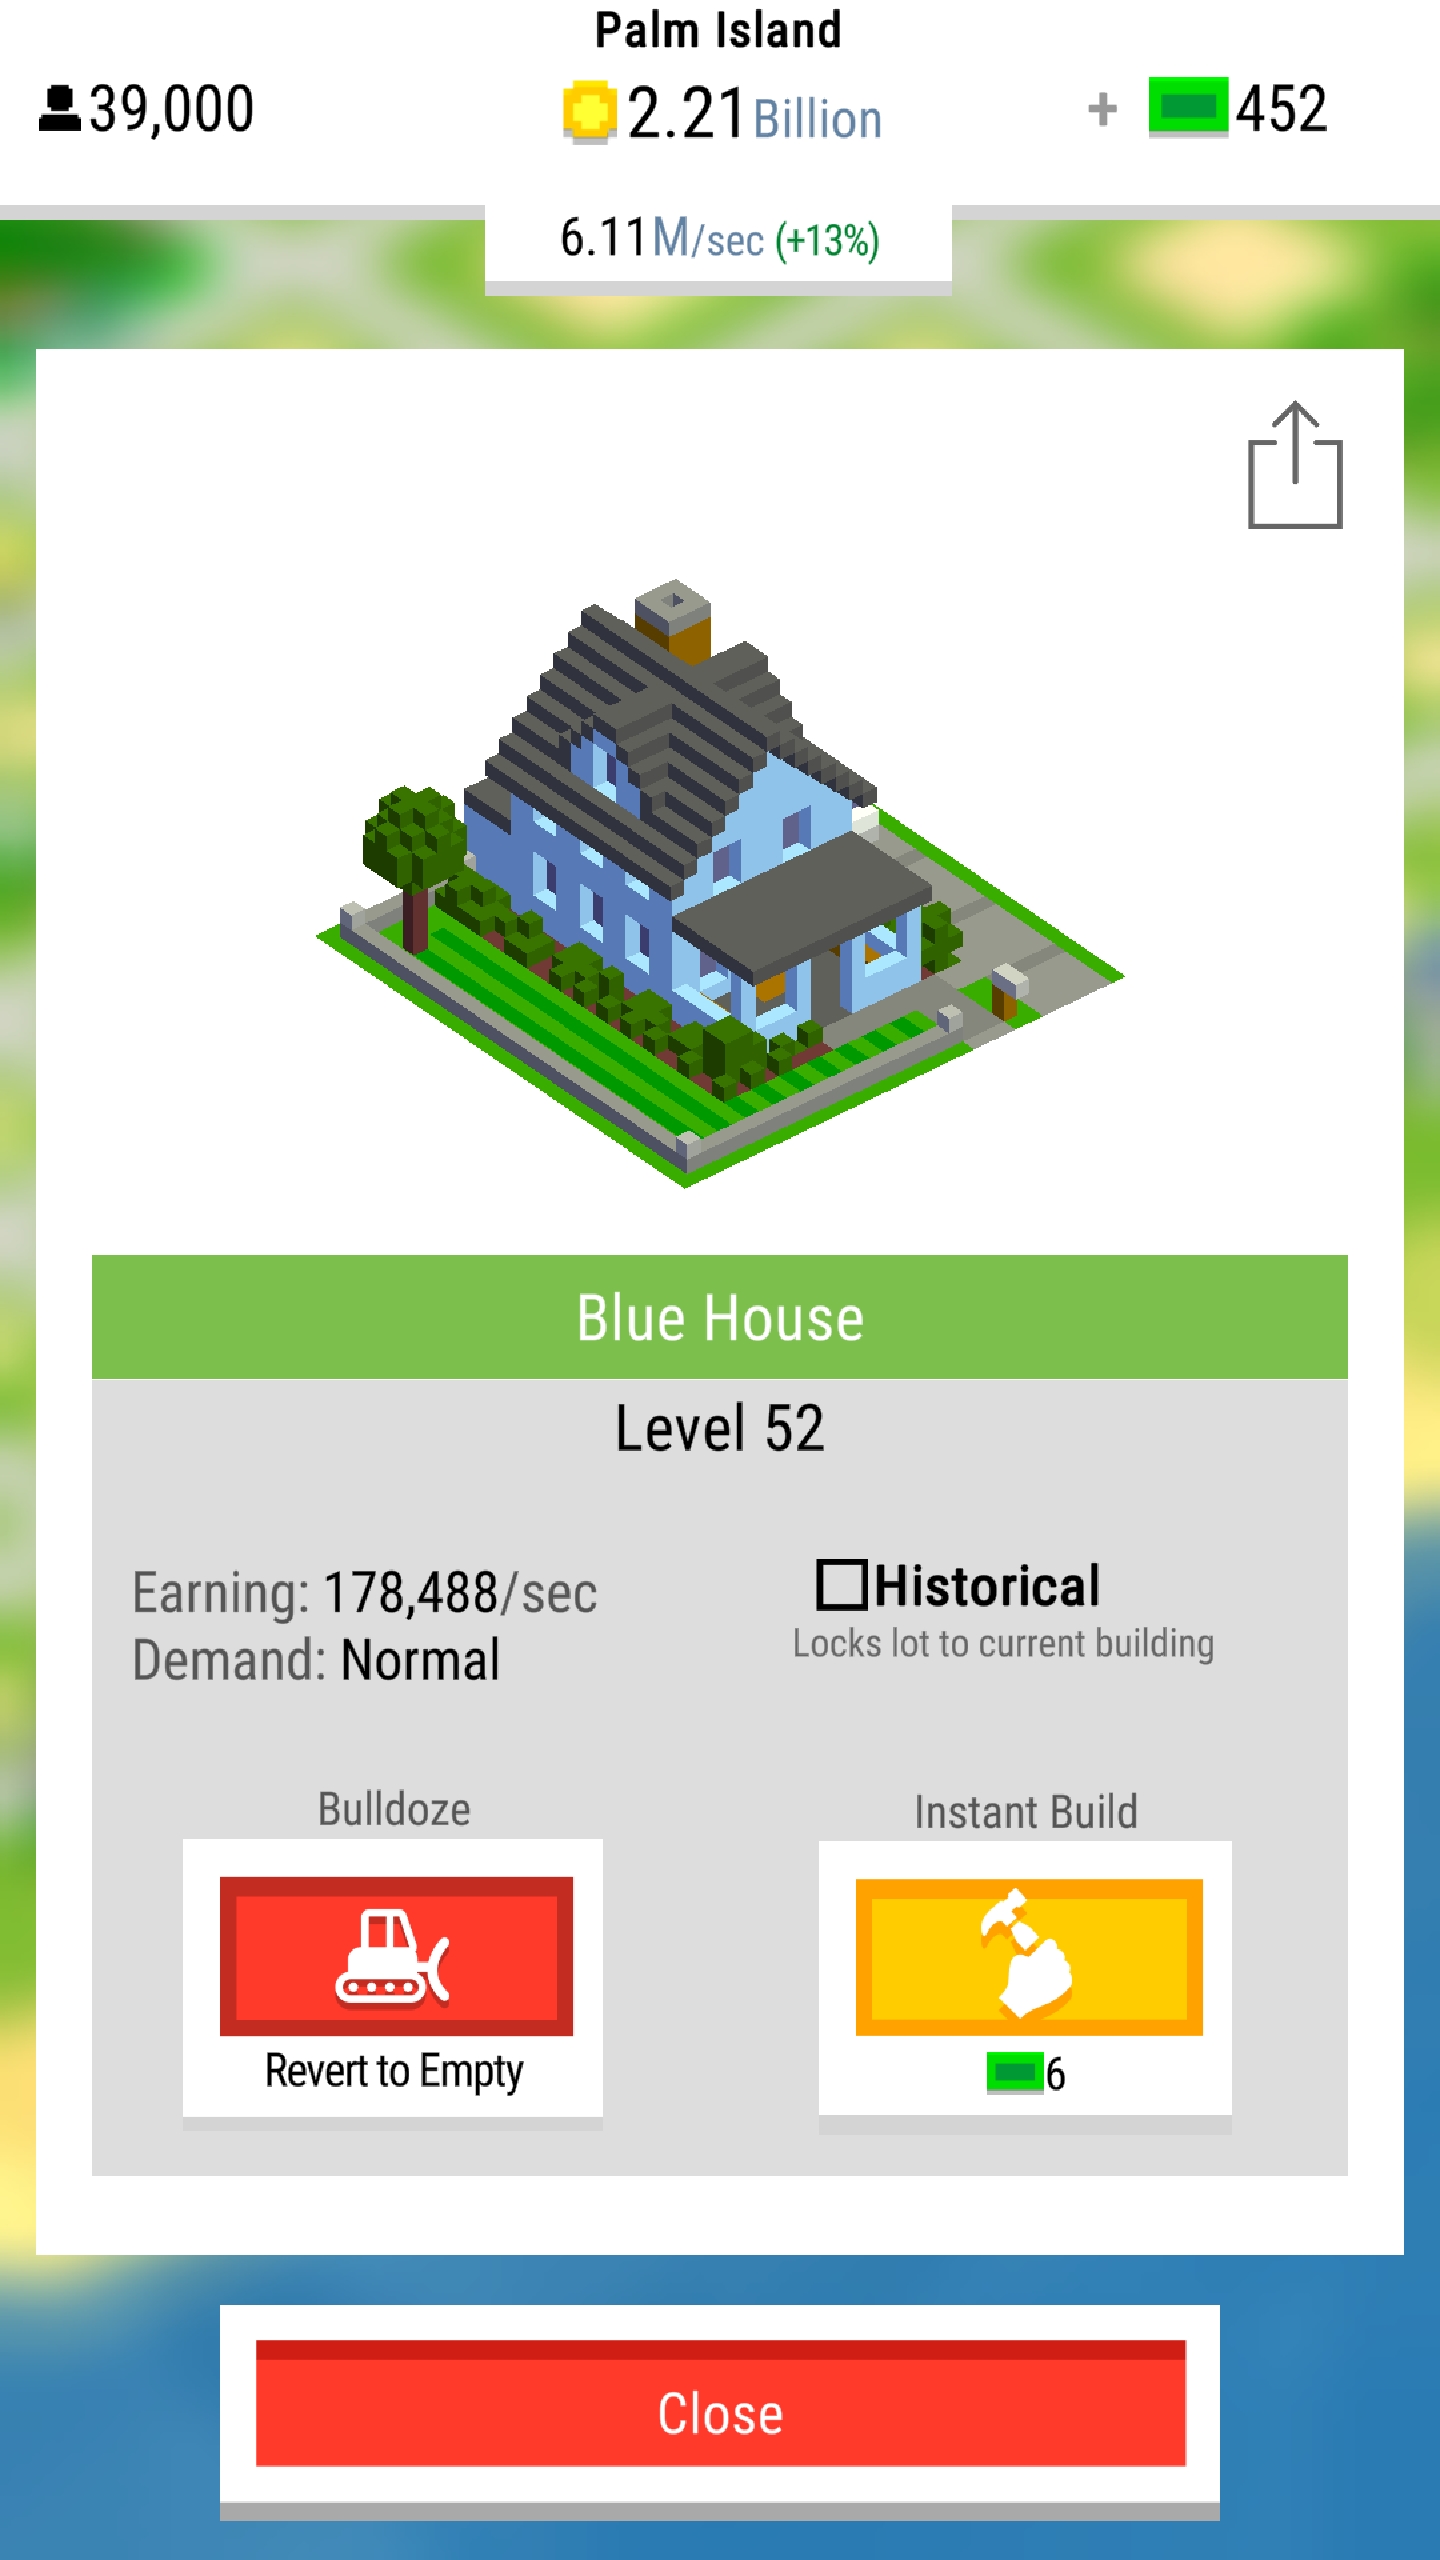 Palm Island
39,000
2.21 Billion
+ 452
6.11M/sec (+13%)
Blue House
Level 52
Earning: 178,488/sec
Demand: Normal
Historical
Locks lot to current building
Bulldoze
Revert to Empty
Instant Build
6
Close